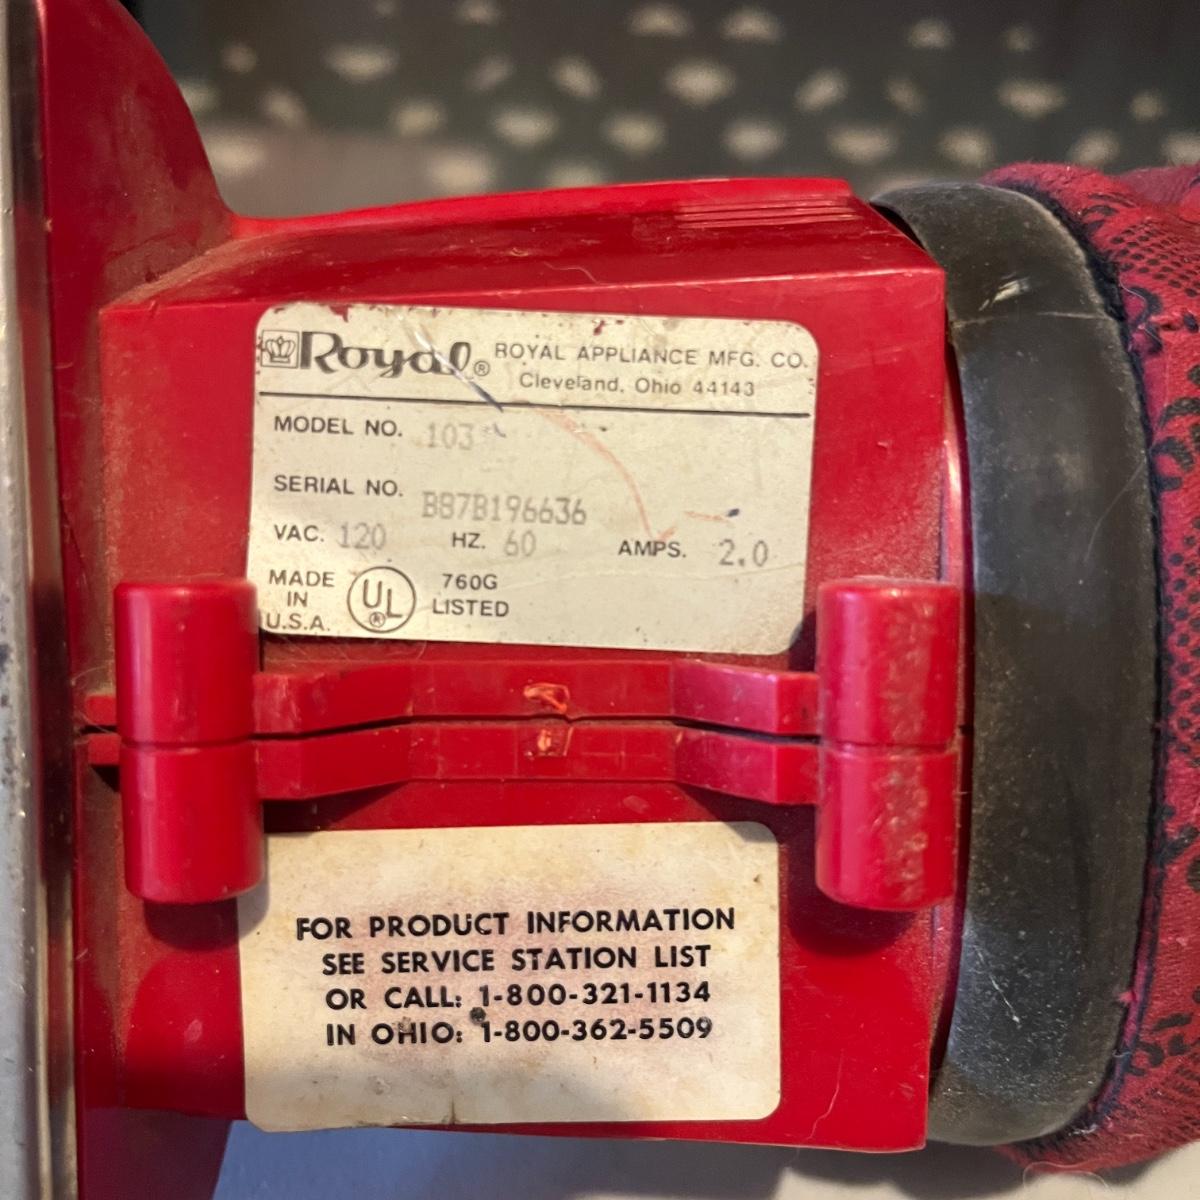 Royal® ROYAL APPLIANCE MFG. CO.
Cleveland, Ohio 44143
MODEL NO. 103
SERIAL NO. B87B196636
VAC. 120 HZ. 60 AMPS. 2.0
MADE IN U.S.A. UL® 760G LISTED
FOR PRODUCT INFORMATION
SEE SERVICE STATION LIST
OR CALL: 1-800-321-1134
IN OHIO: 1-800-362-5509